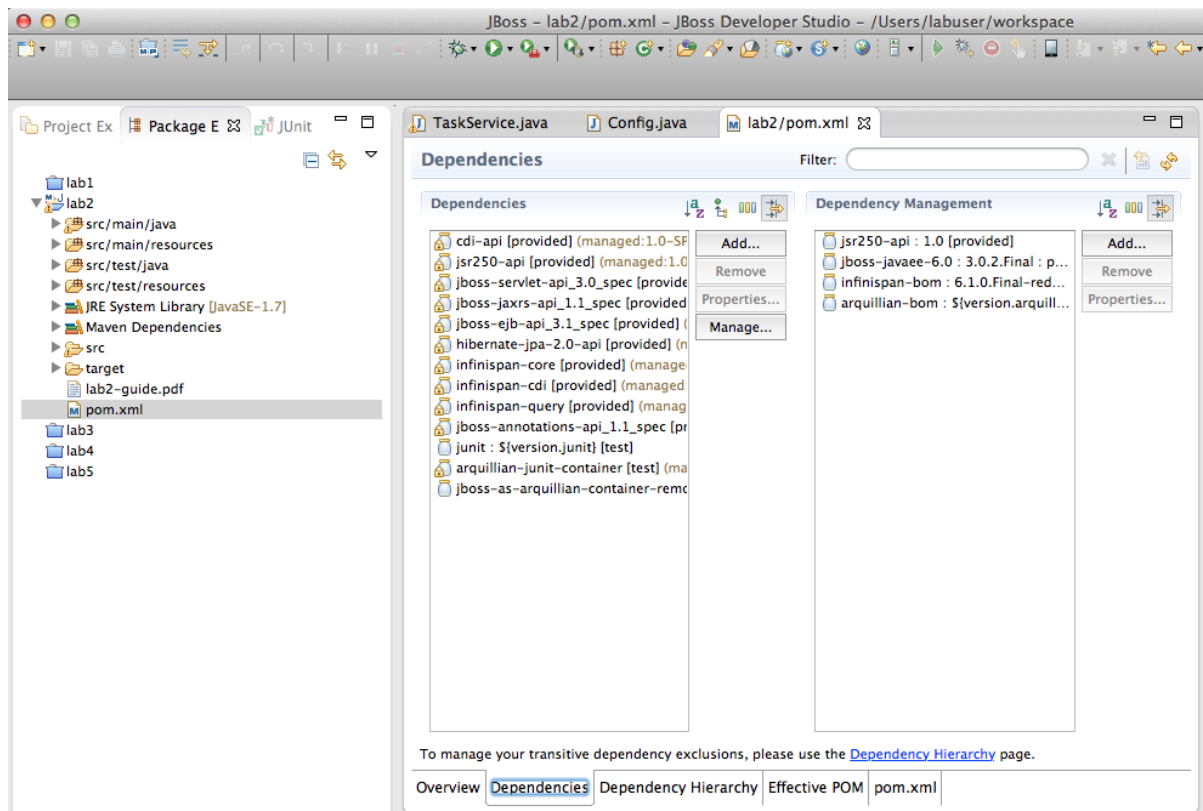 JBoss - lab2/pom.xml - JBoss Developer Studio - /Users/labuser/workspace
Project Ex Package E JUnit
lab1
lab2
src/main/java
src/main/resources
src/test/java
src/test/resources
JRE System Library [JavaSE-1.7]
Maven Dependencies
src
target
lab2-guide.pdf
pom.xml
lab3
lab4
lab5
TaskService.java Config.java lab2/pom.xml
Dependencies Filter:
Dependencies
cdi-api [provided] (managed:1.0-SP
jsr250-api [provided] (managed:1.0
jboss-servlet-api_3.0_spec [provide
jboss-jaxrs-api_1.1_spec [provided
jboss-ejb-api_3.1_spec [provided] (
hibernate-jpa-2.0-api [provided] (m
infinispan-core [provided] (manage
infinispan-cdi [provided] (managed:
infinispan-query [provided] (manag
jboss-annotations-api_1.1_spec [pr
junit : ${version.junit} [test]
arquillian-junit-container [test] (ma
jboss-as-arquillian-container-remo
Add...
Remove
Properties...
Manage...
Dependency Management
jsr250-api : 1.0 [provided]
jboss-javaee-6.0 : 3.0.2.Final : p...
infinispan-bom : 6.1.0.Final-red...
arquillian-bom : ${version.arquill...
Add...
Remove
Properties...
To manage your transitive dependency exclusions, please use the Dependency Hierarchy page.
Overview Dependencies Dependency Hierarchy Effective POM pom.xml